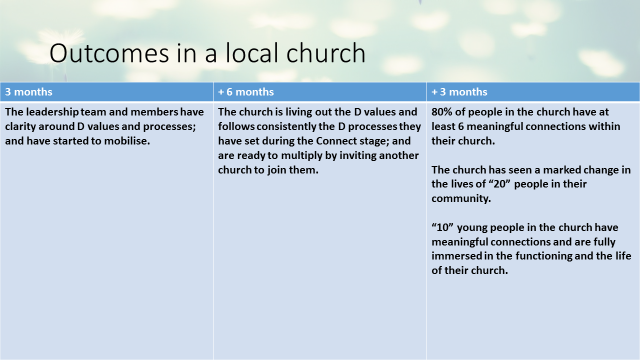 Outcomes in a local church
3 months
+ 6 months
+ 3 months
The leadership team and members have
clarity around D values and processes;
and have started to mobilise.
The church is living out the D values and
follows consistently the D processes they
have set during the Connect stage; and
are ready to multiply by inviting another
church to join them.
80% of people in the church have at
least 6 meaningful connections within
their church.
The church has seen a marked change in
the lives of “20” people in their
community.
“10” young people in the church have
meaningful connections and are fully
immersed in the functioning and the life
of their church.